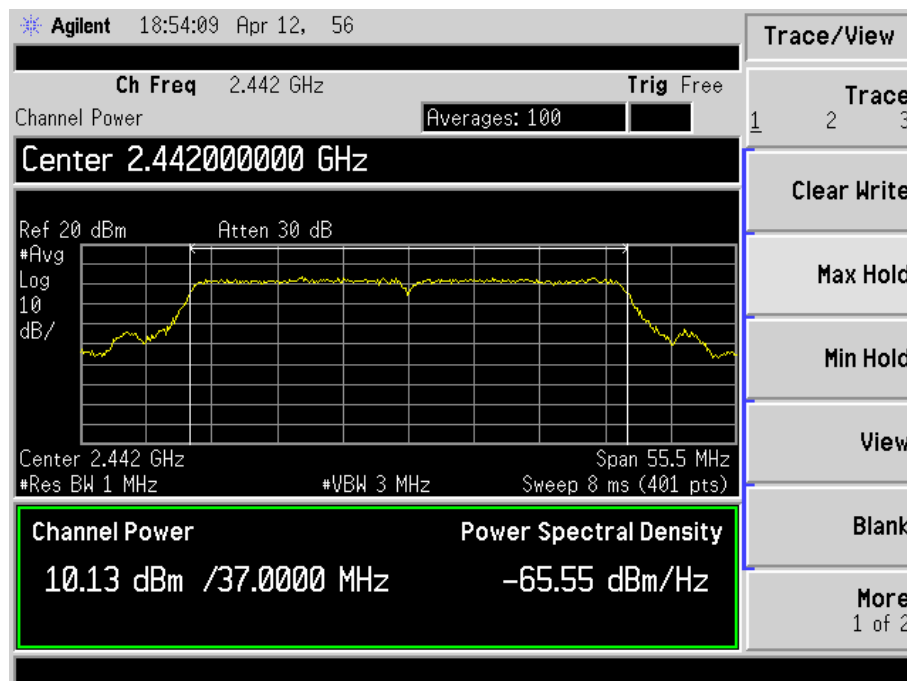 Agilent 18:54:09 Apr 12, 56
Trace/View
Ch Freq 2.442 GHz Trig Free
Channel Power Averages: 100
Trace
1 2 3
Center 2.442000000 GHz
Clear Write
Ref 20 dBm Atten 30 dB
#Avg
Log
10
dB/
Max Hold
Min Hold
View
Center 2.442 GHz Span 55.5 MHz
#Res BW 1 MHz #VBW 3 MHz Sweep 8 ms (401 pts)
Blank
Channel Power Power Spectral Density
10.13 dBm /37.0000 MHz -65.55 dBm/Hz
More
1 of 2